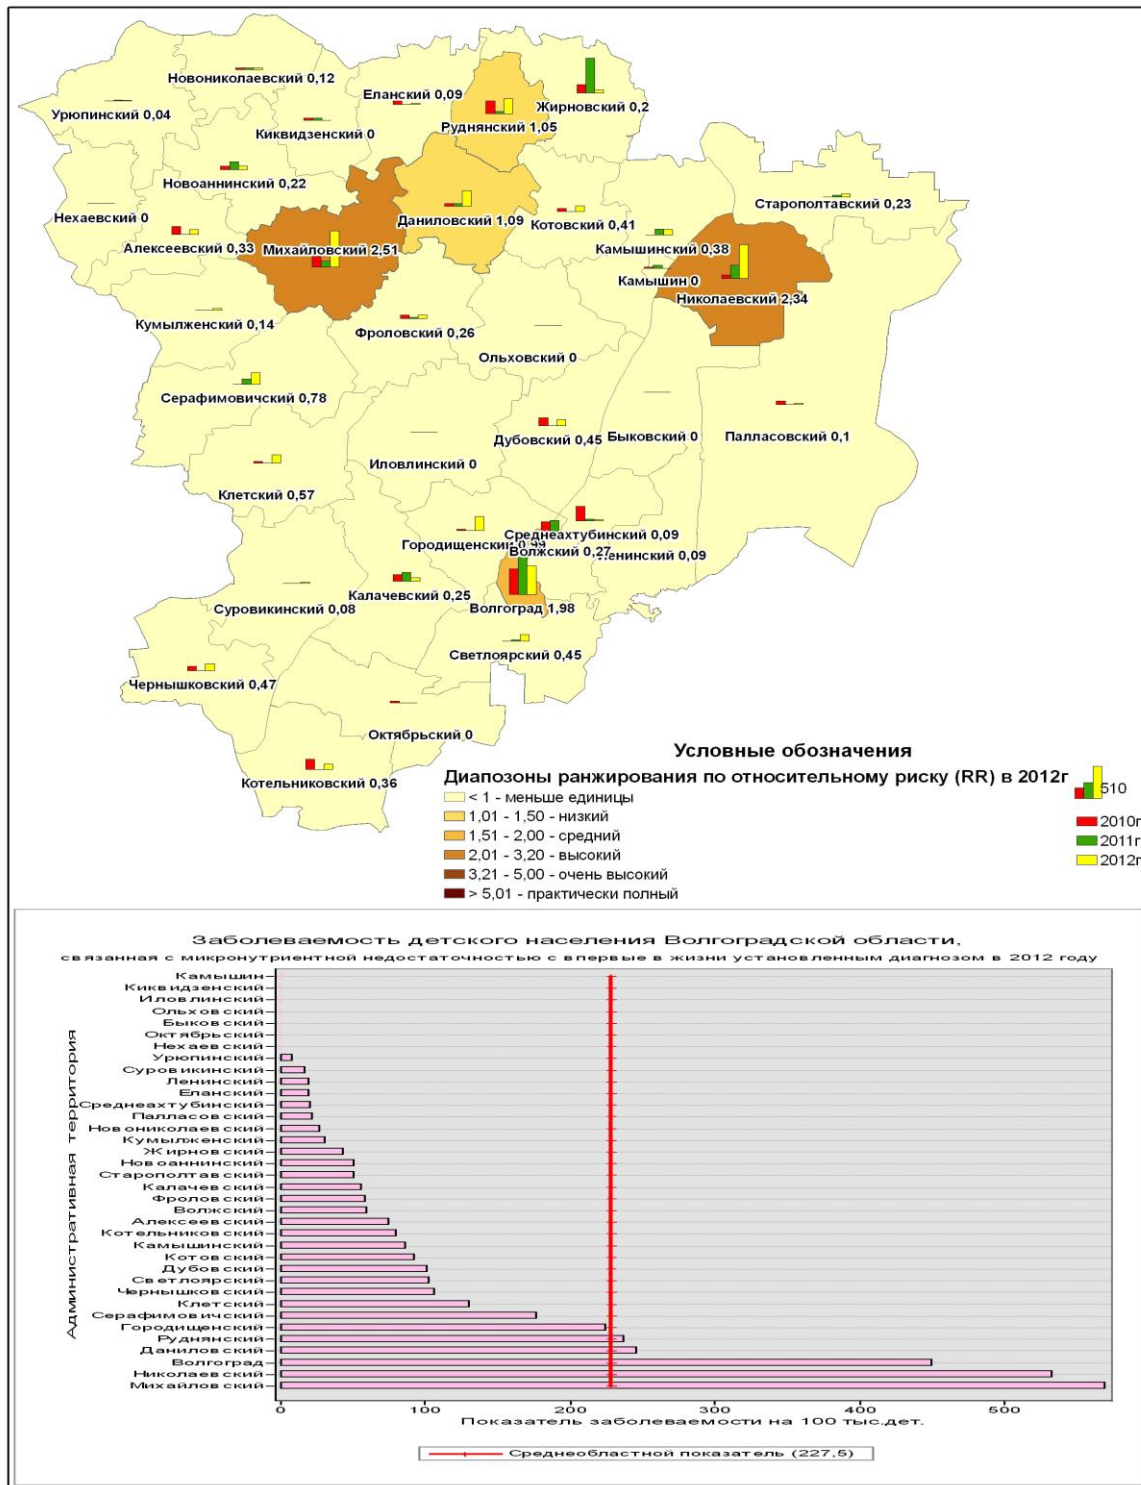 Новониколаевский 0,12
Урюпинский 0,04
Еланский 0,09
Жирновский 0,2
Руднянский 1,05
Киквидзенский 0
Новоаннинский 0,22
Нехаевский 0
Алексеевский 0,33
Михайловский 2,51
Даниловский 1,09
Котовский 0,41
Старополтавский 0,23
Камышинский 0,38
Камышин 0
Николаевский 2,34
Кумылженский 0,14
Фроловский 0,26
Ольховский 0
Серафимовичский 0,78
Дубовский 0,45
Быковский 0
Палласовский 0,1
Иловлинский 0
Клетский 0,57
Городищенский 0,99
Среднеахтубинский 0,09
Волжский 0,27
Ленинский 0,09
Суровикинский 0,08
Калачевский 0,25
Волгоград 1,98
Светлоярский 0,45
Чернышковский 0,47
Октябрьский 0
Котельниковский 0,36
Условные обозначения
Диапозоны ранжирования по относительному риску (RR) в 2012г
< 1 - меньше единицы
1,01 - 1,50 - низкий
1,51 - 2,00 - средний
2,01 - 3,20 - высокий
3,21 - 5,00 - очень высокий
> 5,01 - практически полный
510
2010г
2011г
2012г
Заболеваемость детского населения Волгоградской области,
связанная с микронутриентной недостаточностью с впервые в жизни установленным диагнозом в 2012 году
Административная территория
Камышин
Киквидзенский
Иловлинский
Ольховский
Быковский
Октябрьский
Нехаевский
Урюпинский
Суровикинский
Ленинский
Еланский
Среднеахтубинский
Палласовский
Новониколаевский
Кумылженский
Жирновский
Новоаннинский
Старополтавский
Калачевский
Фроловский
Волжский
Алексеевский
Котельниковский
Камышинский
Котовский
Дубовский
Светлоярский
Чернышковский
Клетский
Серафимовичский
Городищенский
Руднянский
Даниловский
Волгоград
Николаевский
Михайловский
0 100 200 300 400 500
Показатель заболеваемости на 100 тыс.дет.
Среднеобластной показатель (227,5)